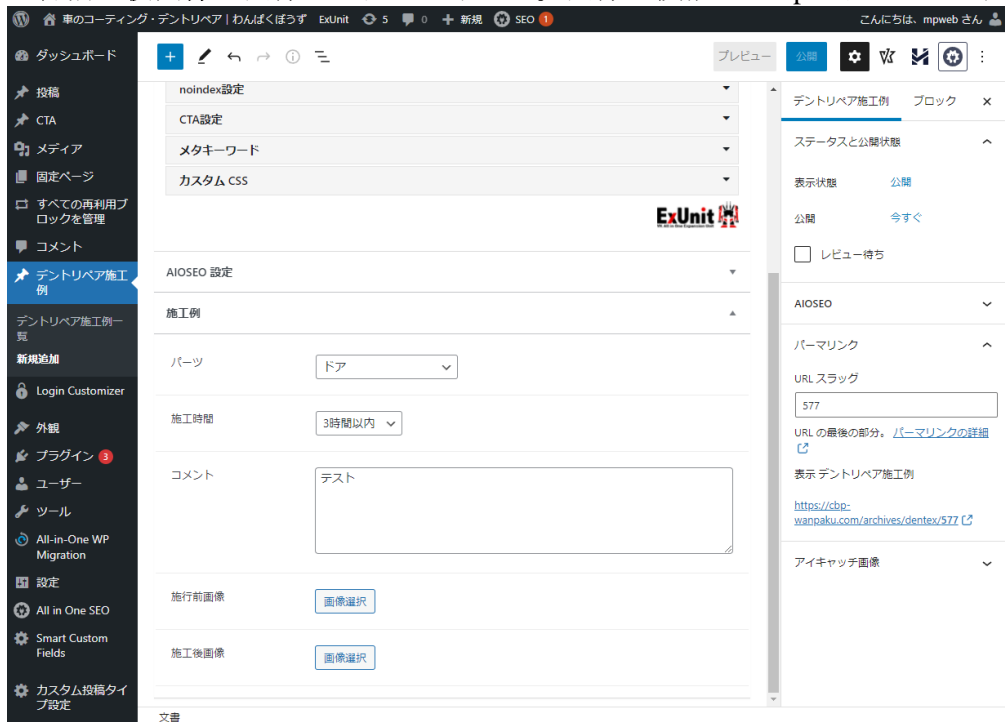 車のコーティング・デントリペア | わんぱくぼうず ExUnit 5 0 新規 SEO 1 こんにちは、mpweb さん
ダッシュボード
投稿
CTA
メディア
固定ページ
すべての再利用ブ
ロックを管理
コメント
デントリペア施工
例
デントリペア施工例一
覧
新規追加
Login Customizer
外観
プラグイン 3
ユーザー
ツール
All-in-One WP
Migration
設定
All in One SEO
Smart Custom
Fields
カスタム投稿タイ
プ設定
プレビュー 公開
noindex設定
CTA設定
メタキーワード
カスタム CSS
ExUnit
AIOSEO 設定
施工例
パーツ ドア
施工時間 3時間以内
コメント テスト
施行前画像 画像選択
施工後画像 画像選択
文書
デントリペア施工例 ブロック
ステータスと公開状態
表示状態 公開
公開 今すぐ
レビュー待ち
AIOSEO
パーマリンク
URL スラッグ
577
URL の最後の部分。 パーマリンクの詳細
表示 デントリペア施工例
https://cbp-
wanpaku.com/archives/dentex/577
アイキャッチ画像